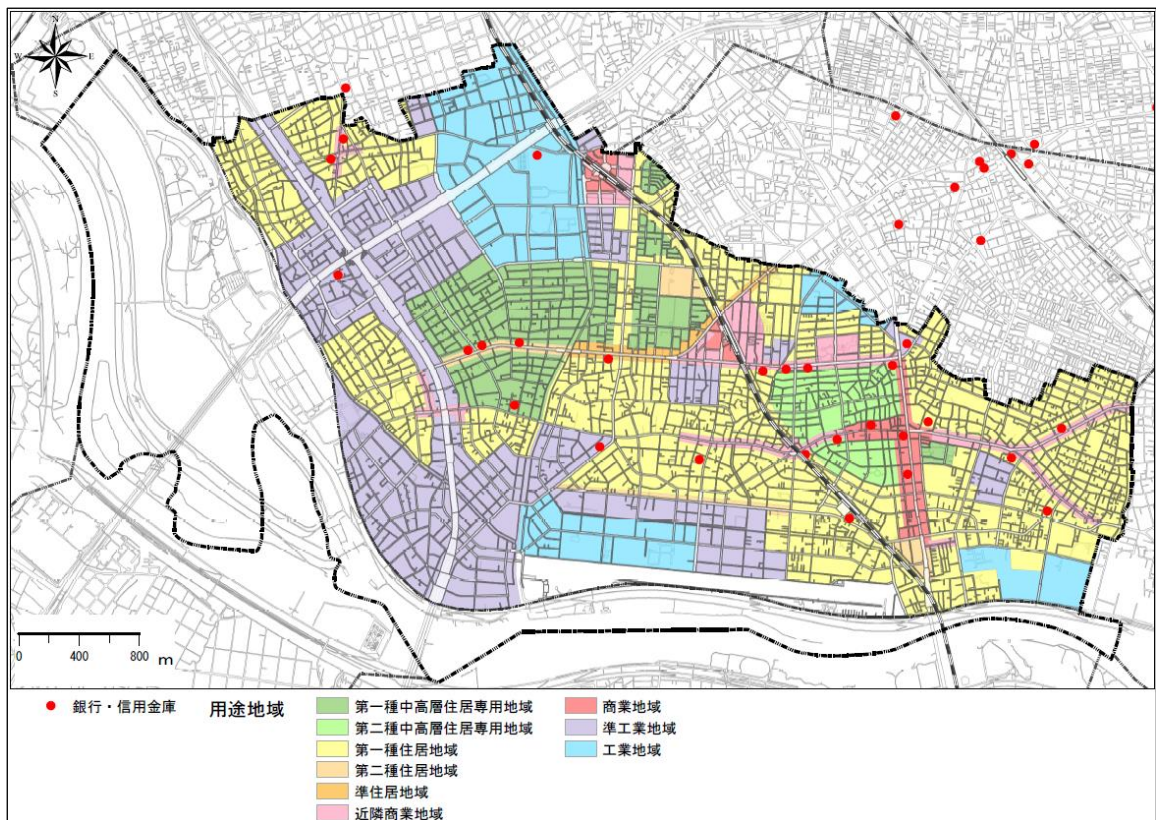 N
W
E
S
0 400 800 m
銀行・信用金庫
用途地域
第一種中高層住居専用地域
第二種中高層住居専用地域
第一種住居地域
第二種住居地域
準住居地域
近隣商業地域
商業地域
準工業地域
工業地域